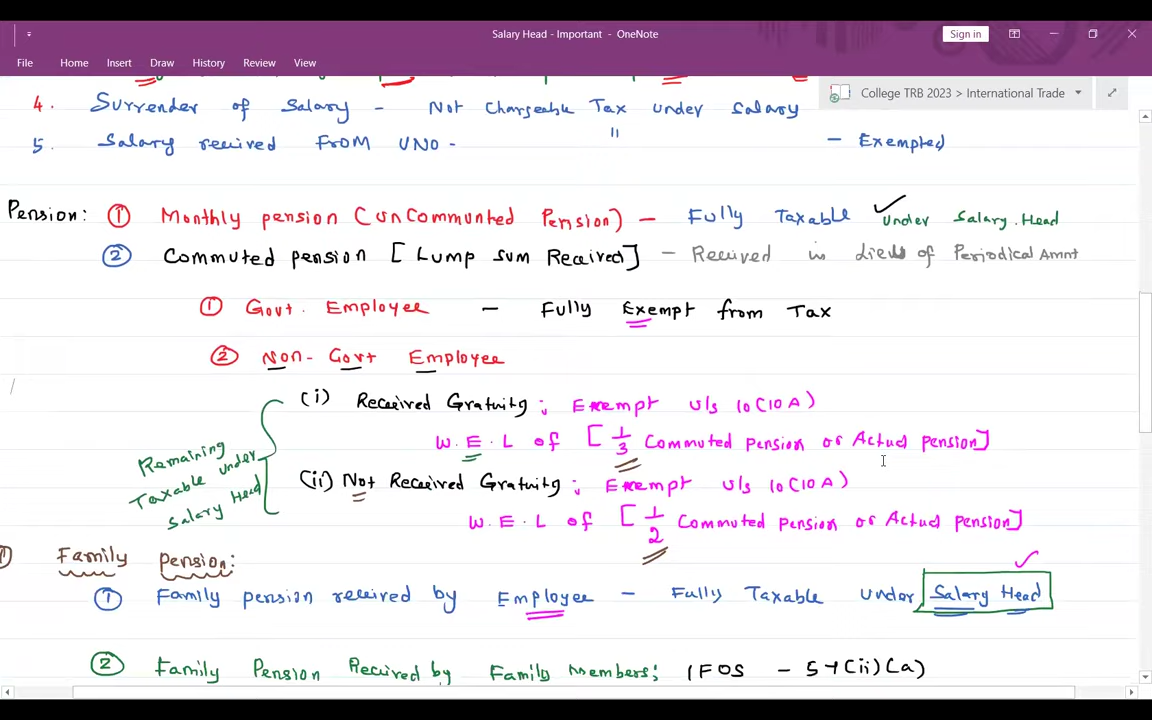 Salary Head - Important - OneNote
Sign in
File Home Insert Draw History Review View
College TRB 2023 > International Trade
4. Surrender of Salary - Not Chargeable Tax under Salary
5. Salary received FROM UNO - " - Exempted
Pension: ① Monthly pension (unCommunted Pension) - Fully Taxable ✓ under Salary.Head
② Commuted pension [Lump sum Received] - Received in lieu of Periodical Amnt
① Govt. Employee - Fully Exempt from Tax
② Non-Govt Employee
(i) Received Gratuity; Exempt u/s 10(10A)
W.E.L of [1/3 Commuted pension or Actual pension]
Remaining Taxable under Salary Head
(ii) Not Received Gratuity; Exempt u/s 10(10A)
W.E.L of [1/2 Commuted pension or Actual pension]
Family pension:
① Family pension received by Employee - Fully Taxable under Salary Head
② Family Pension Received by Family Members; IFOS - 57(ii)(a)